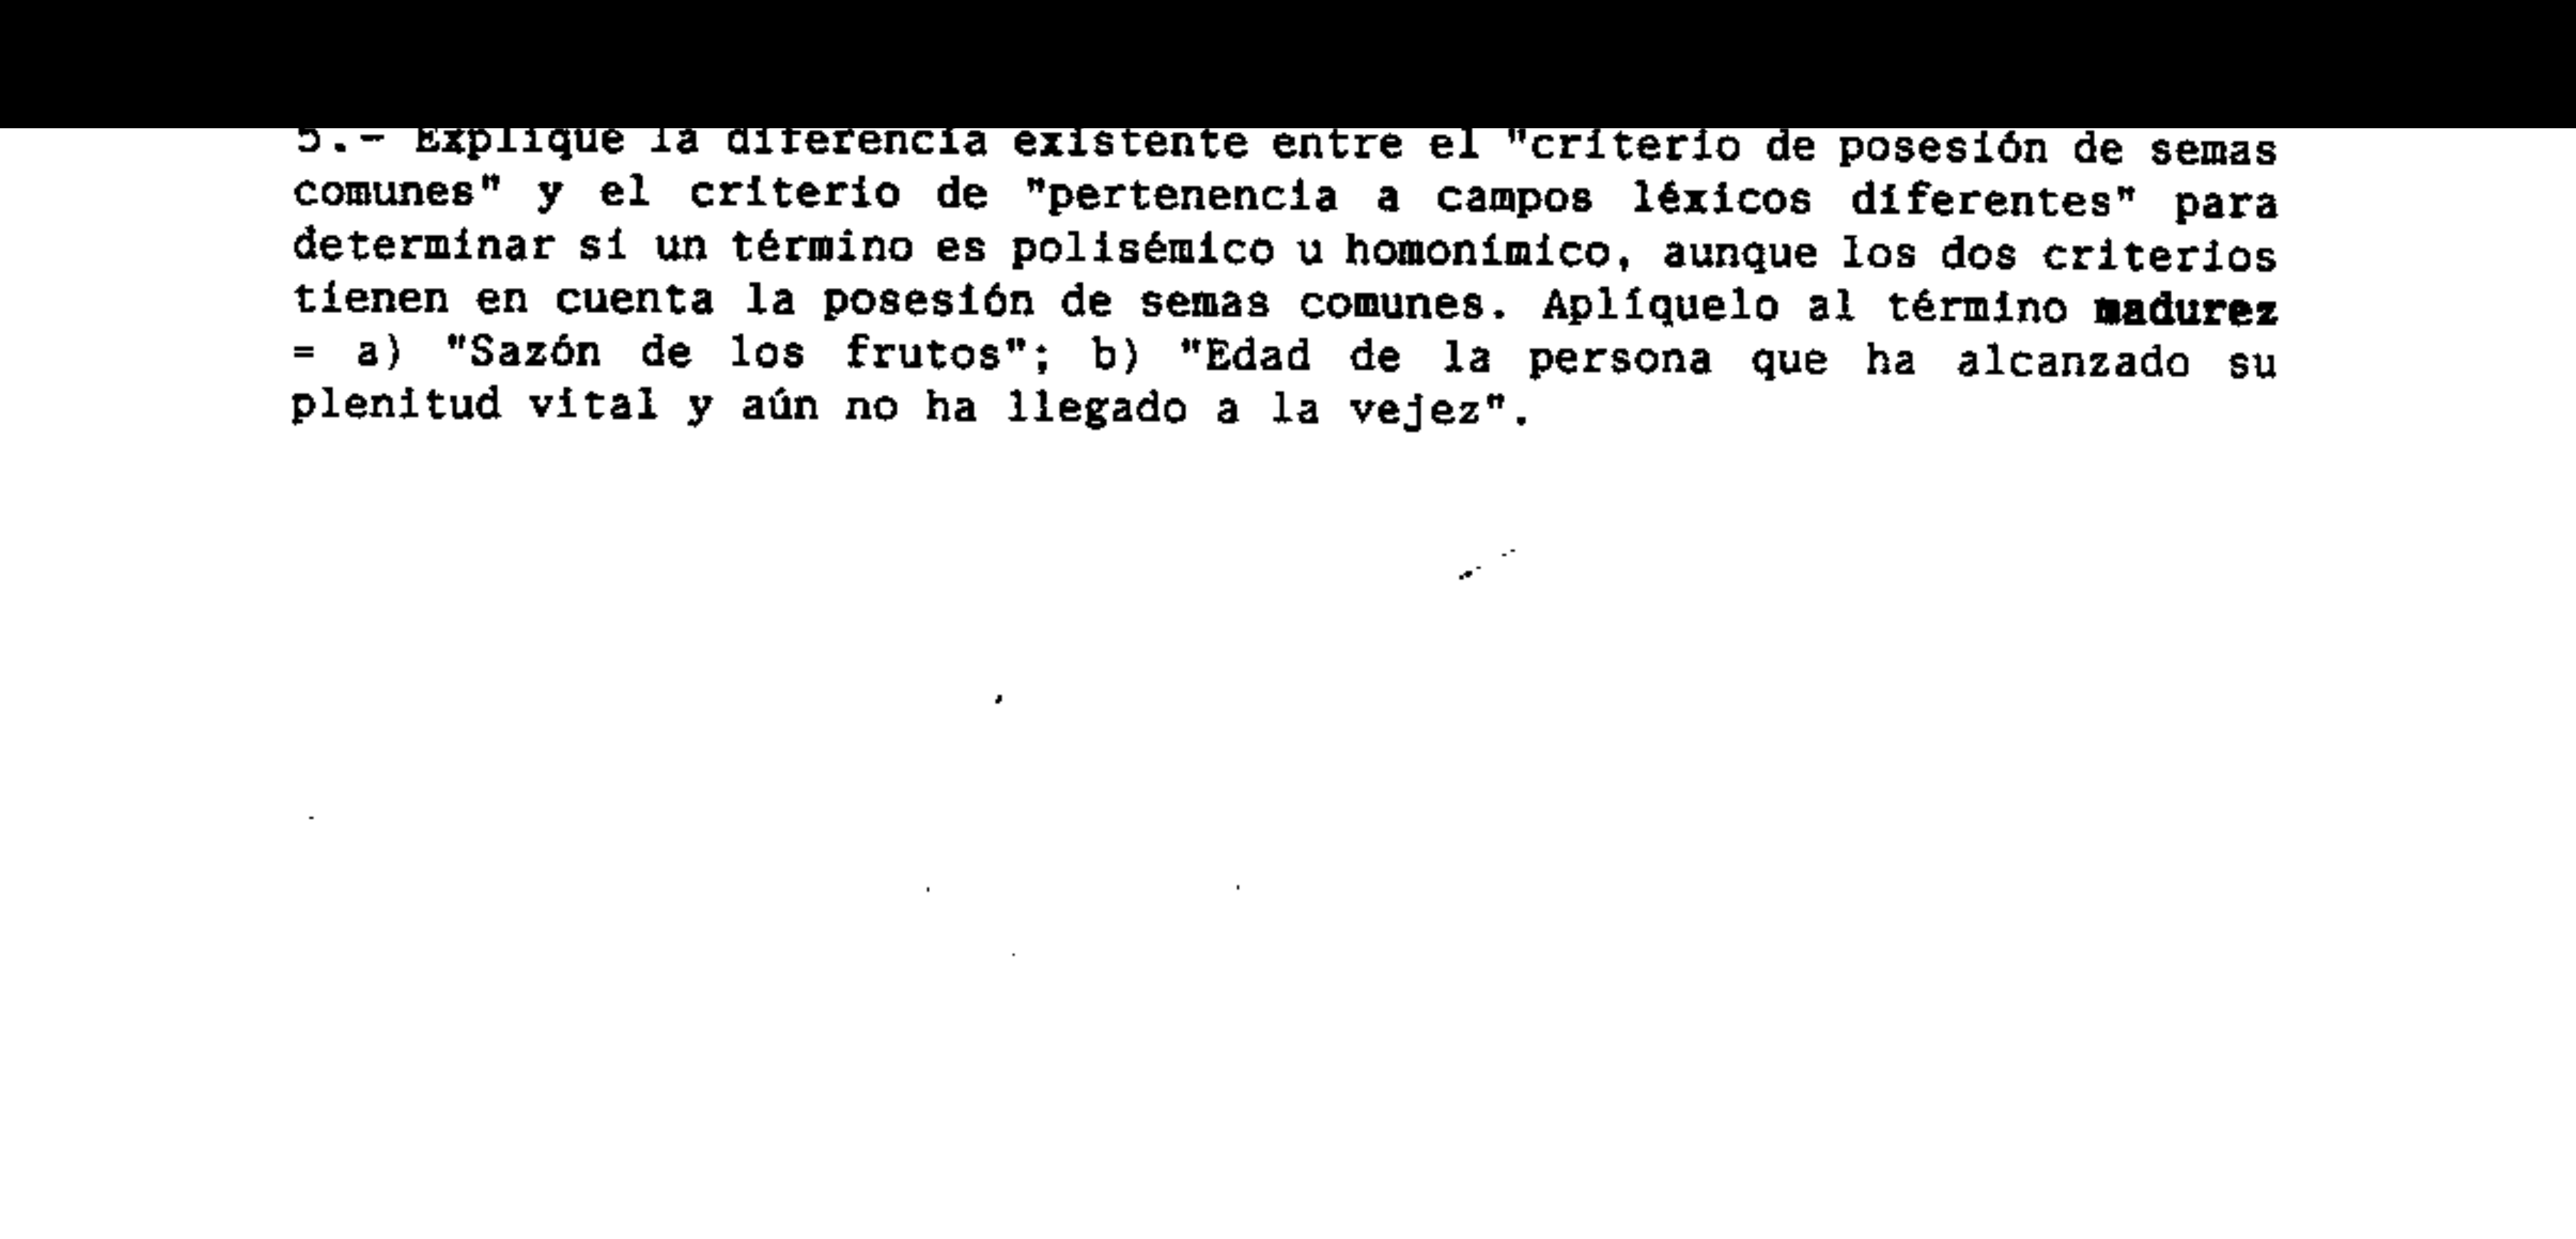 5.- Explique la diferencia existente entre el "criterio de posesión de semas
comunes" y el criterio de "pertenencia a campos léxicos diferentes" para
determinar si un término es polisémico u homonímico, aunque los dos criterios
tienen en cuenta la posesión de semas comunes. Aplíquelo al término madurez
= a) "Sazón de los frutos"; b) "Edad de la persona que ha alcanzado su
plenitud vital y aún no ha llegado a la vejez".